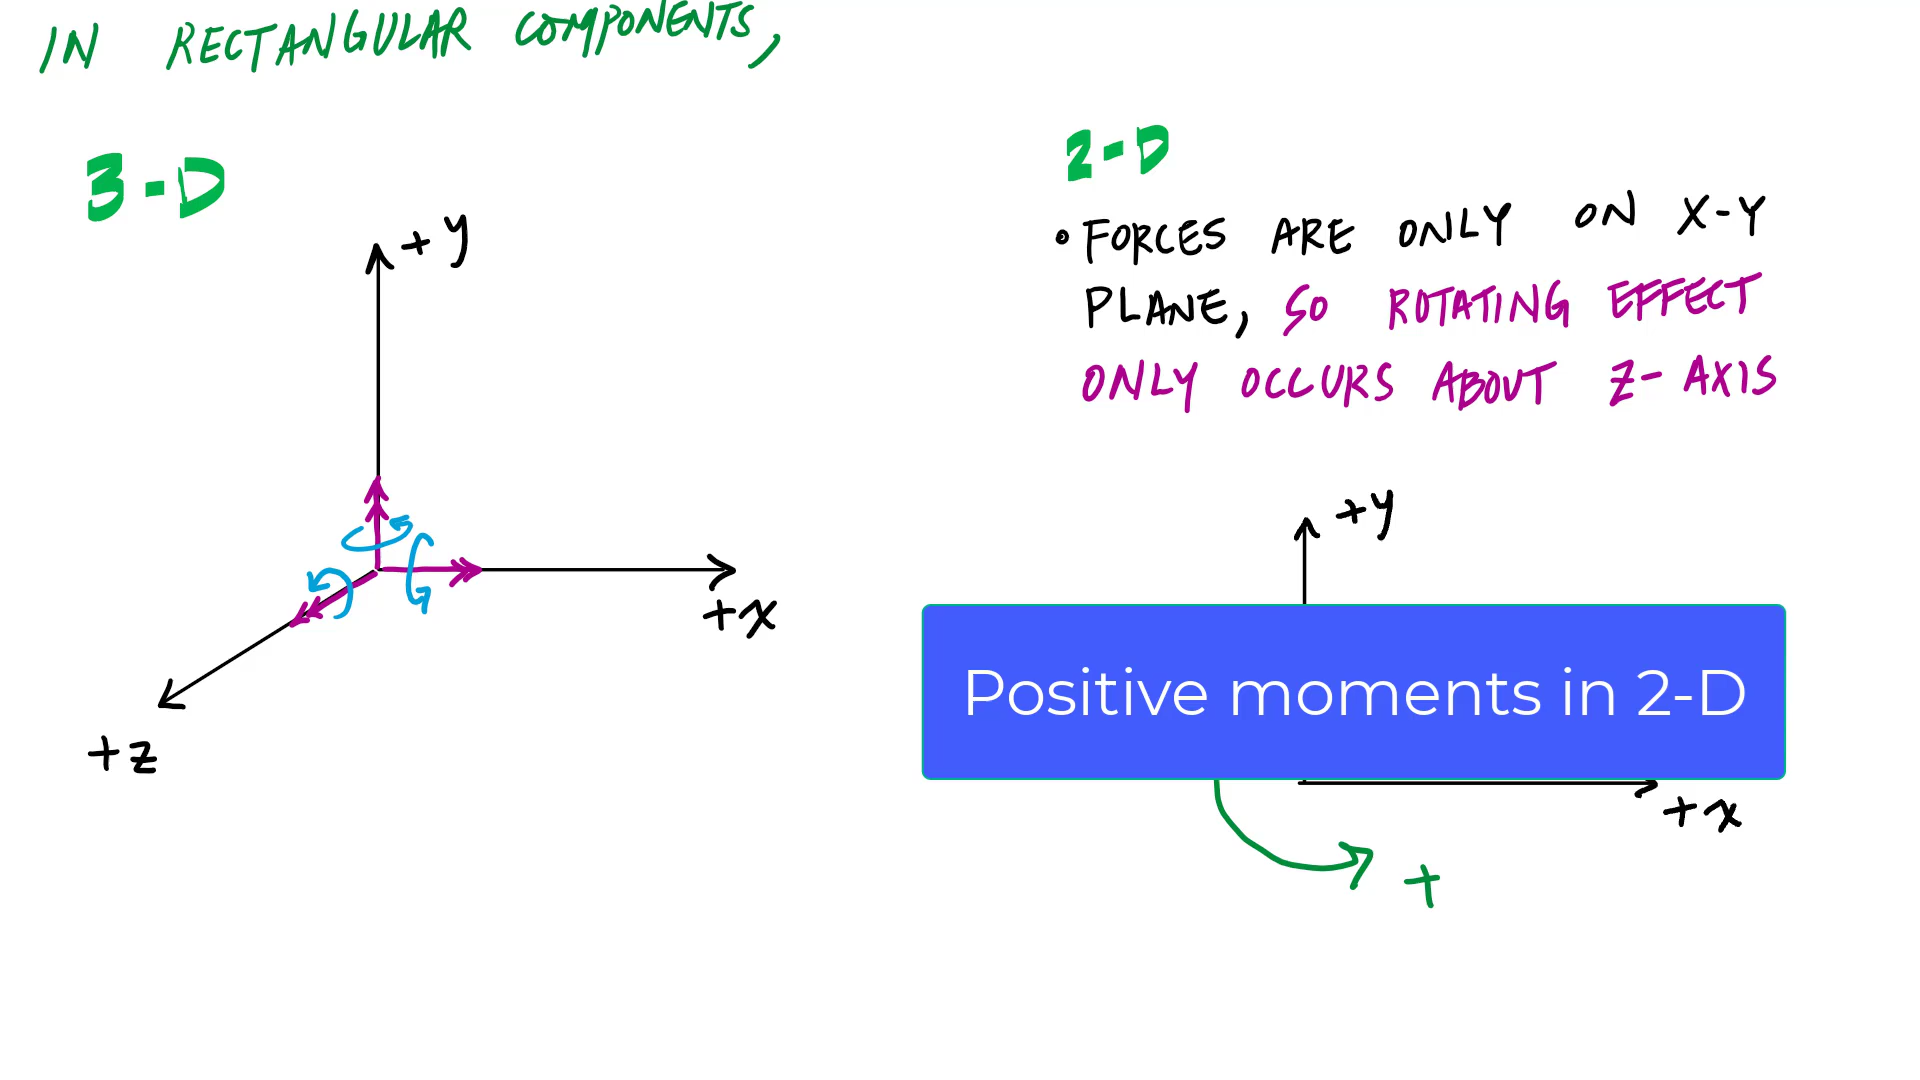 IN RECTANGULAR COMPONENTS,
3-D
+y
+x
+z
2-D
• FORCES ARE ONLY ON X-Y
PLANE, SO ROTATING EFFECT
ONLY OCCURS ABOUT Z-AXIS
+y
Positive moments in 2-D
+x
+